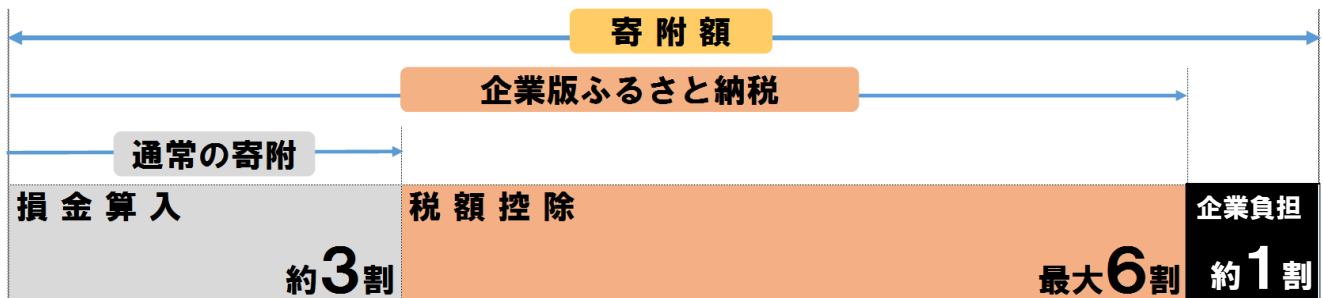 寄附額
企業版ふるさと納税
通常の寄附
損金算入
約3割
税額控除
最大6割
企業負担
約1割